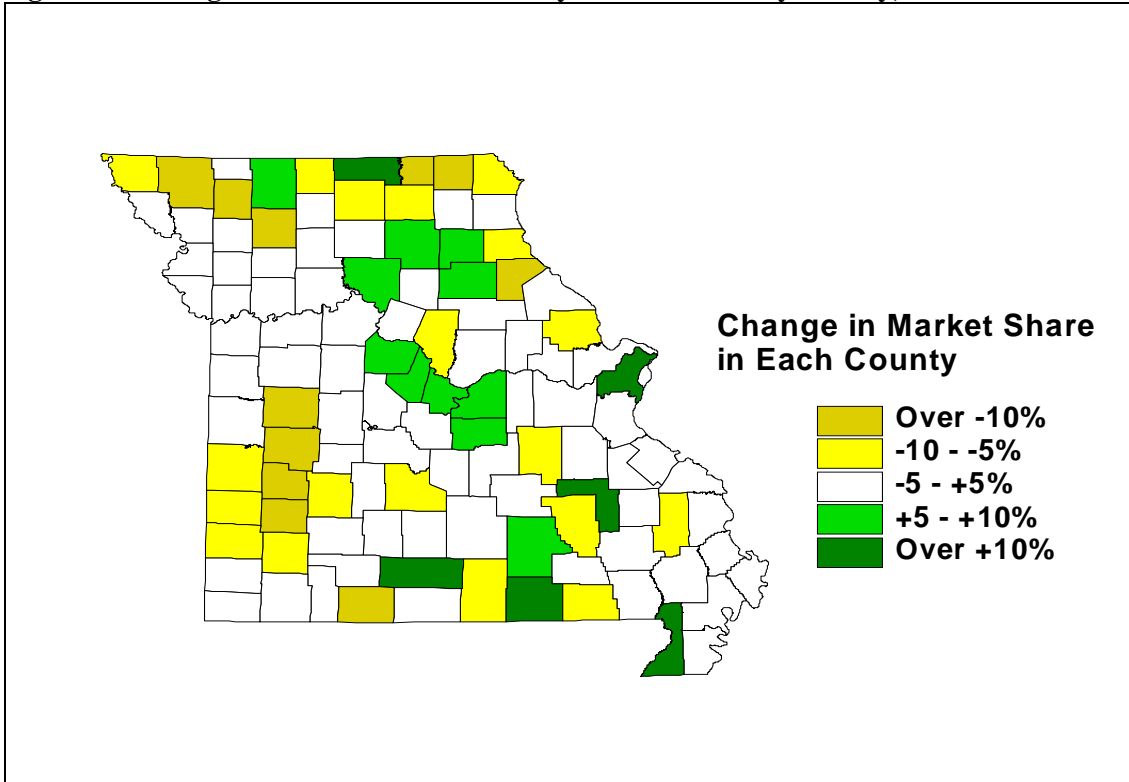 Change in Market Share
in Each County
Over -10%
-10 - -5%
-5 - +5%
+5 - +10%
Over +10%